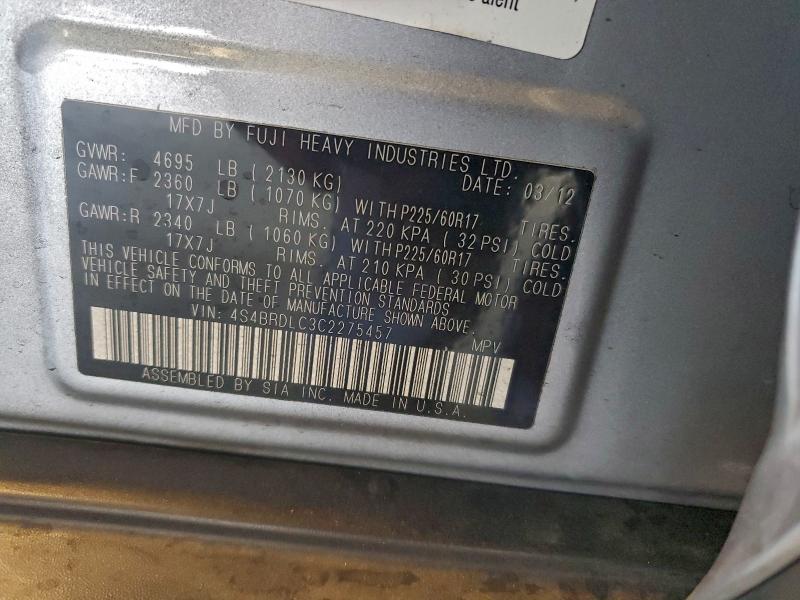 alert
MFD BY FUJI HEAVY INDUSTRIES LTD.
GVWR: 4695 LB ( 2130 KG) DATE: 03/12
GAWR:F 2360 LB ( 1070 KG) WITH P225/60R17 TIRES.
17X7J RIMS. AT 220 KPA ( 32 PSI) COLD
GAWR:R 2340 LB ( 1060 KG) WITH P225/60R17 TIRES.
17X7J RIMS. AT 210 KPA ( 30 PSI) COLD
THIS VEHICLE CONFORMS TO ALL APPLICABLE FEDERAL MOTOR
VEHICLE SAFETY AND THEFT PREVENTION STANDARDS
IN EFFECT ON THE DATE OF MANUFACTURE SHOWN ABOVE.
VIN: 4S4BRDLC3C2275457 MPV
ASSEMBLED BY SIA INC. MADE IN U.S.A.